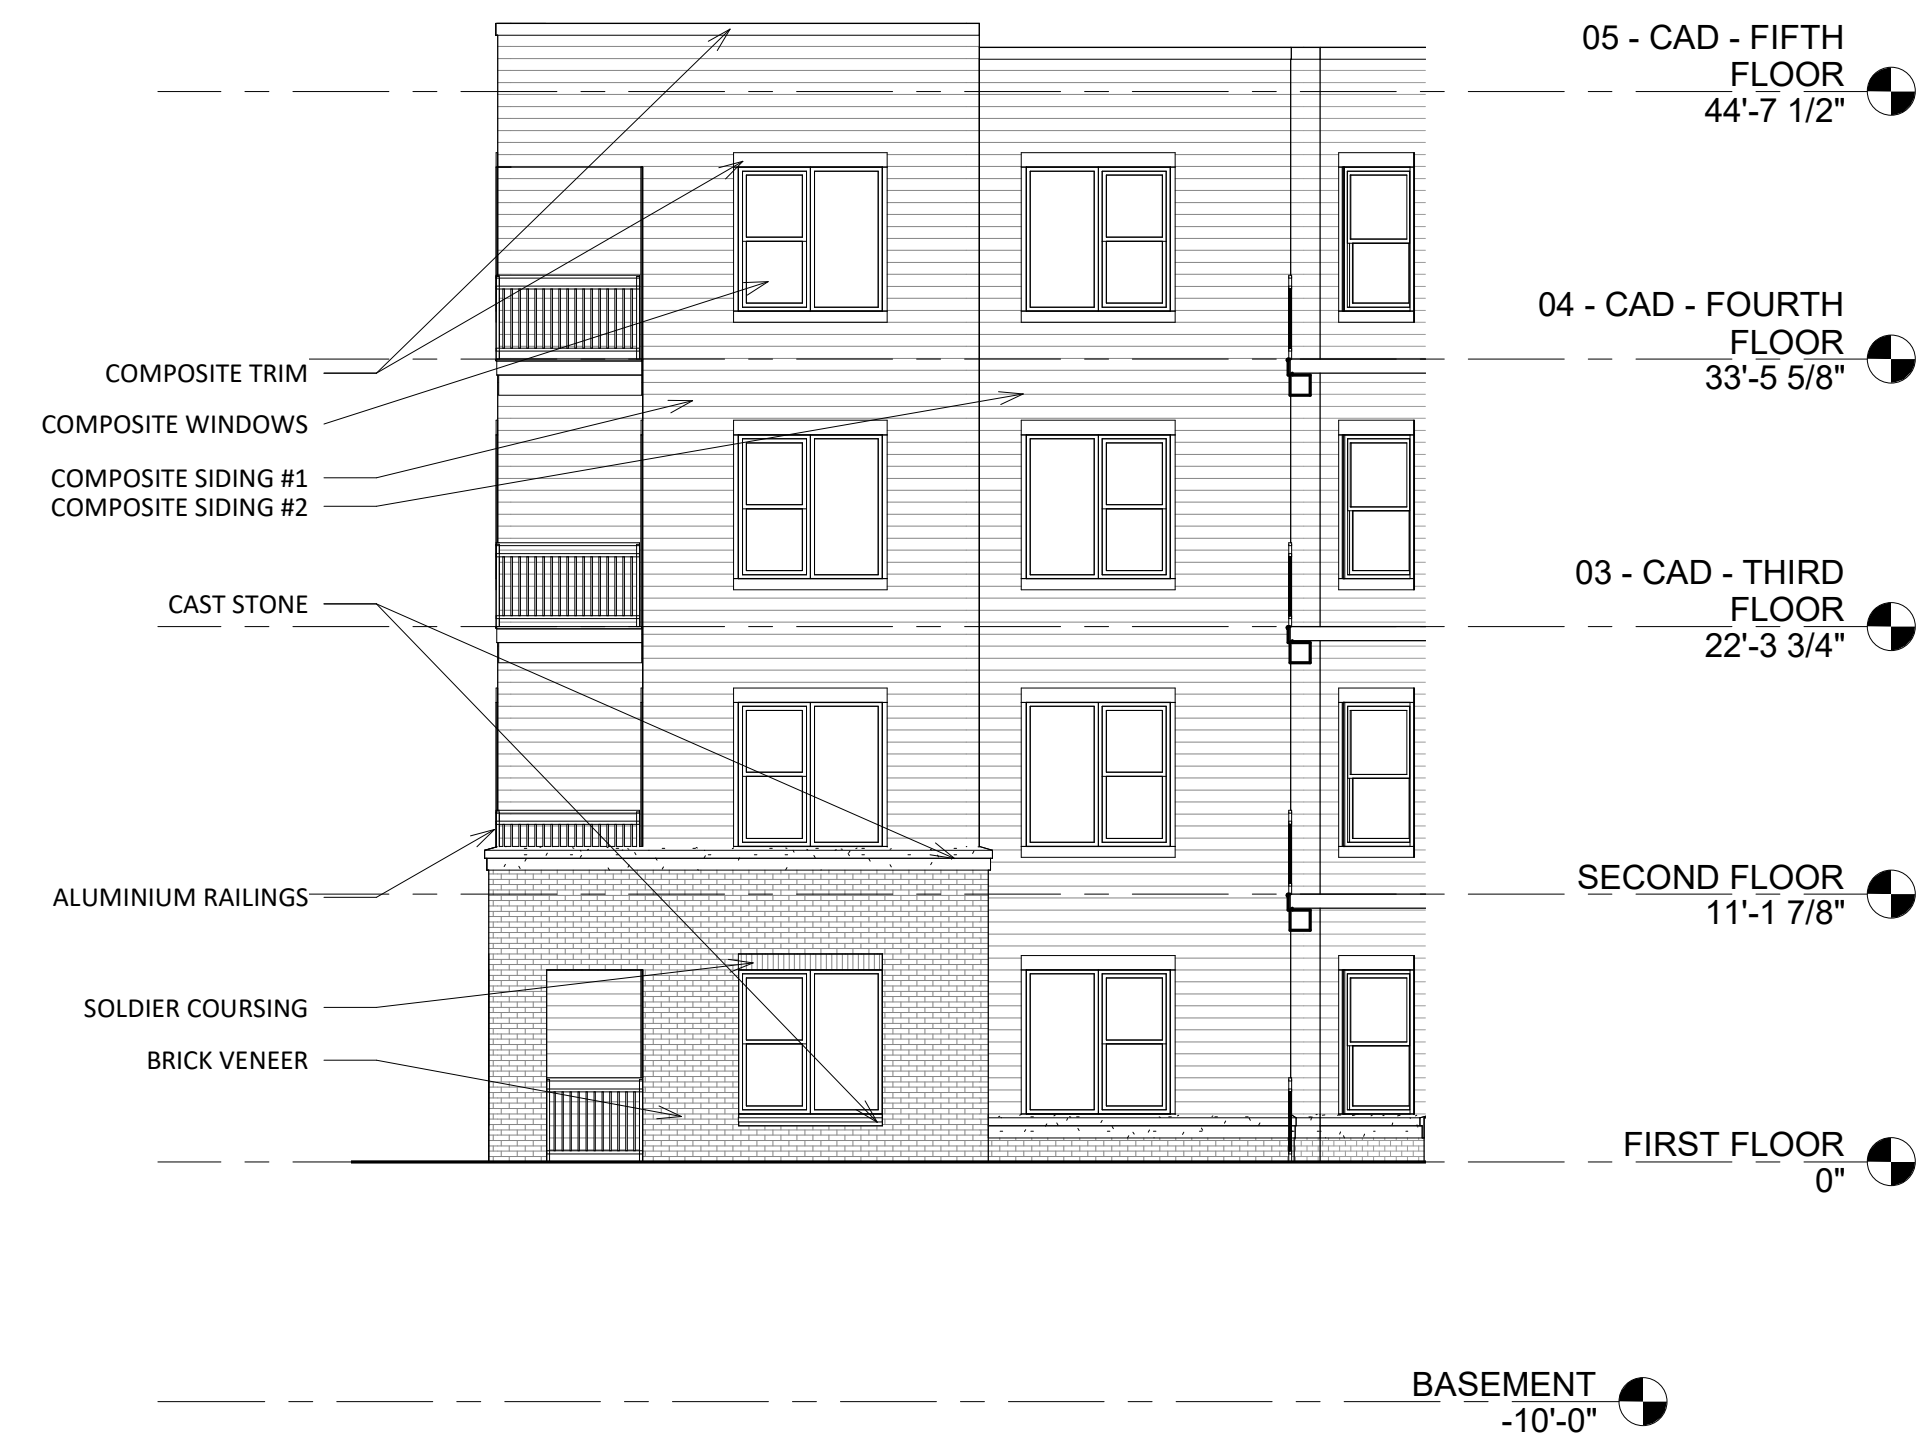 05 - CAD - FIFTH
FLOOR
44'-7 1/2"
04 - CAD - FOURTH
FLOOR
33'-5 5/8"
COMPOSITE TRIM
COMPOSITE WINDOWS
COMPOSITE SIDING #1
COMPOSITE SIDING #2
03 - CAD - THIRD
FLOOR
22'-3 3/4"
CAST STONE
SECOND FLOOR
11'-1 7/8"
ALUMINIUM RAILINGS
SOLDIER COURSING
BRICK VENEER
FIRST FLOOR
0"
BASEMENT
-10'-0"